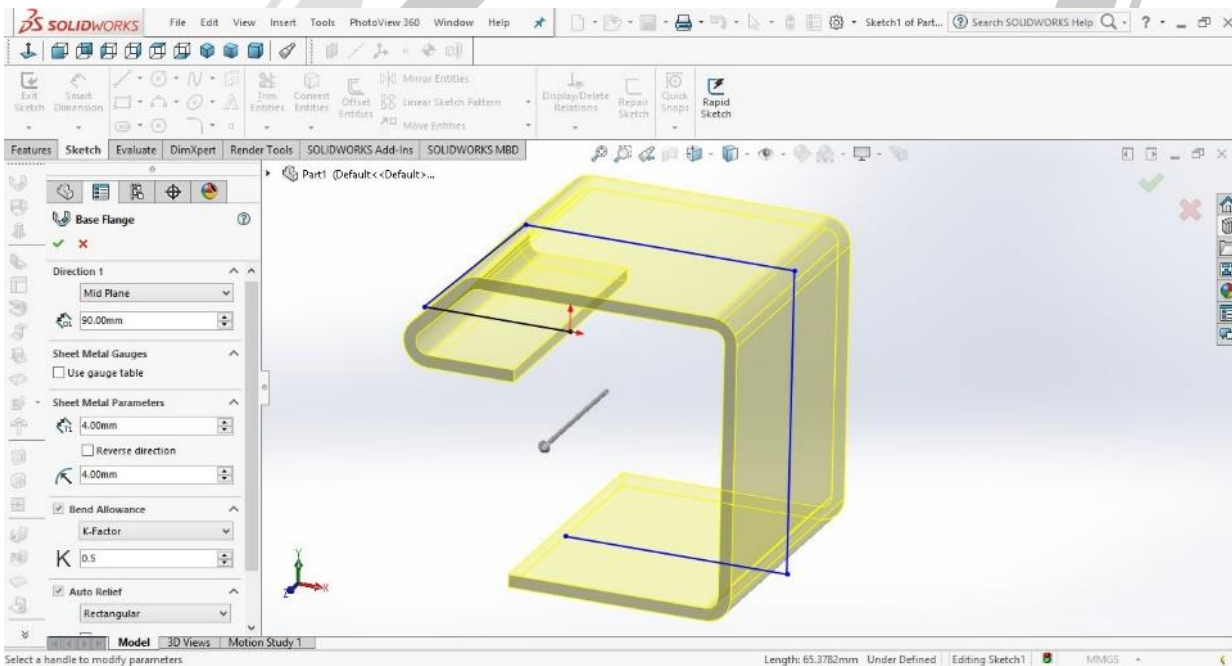 SOLIDWORKS File Edit View Insert Tools PhotoView 360 Window Help Sketch1 of Part... Search SOLIDWORKS Help ?
Exit Sketch
Smart Dimension
Trim Entities
Convert Entities
Offset Entities
Mirror Entities
Linear Sketch Pattern
Move Entities
Display/Delete Relations
Repair Sketch
Quick Snaps
Rapid Sketch
Features Sketch Evaluate DimXpert Render Tools SOLIDWORKS Add-Ins SOLIDWORKS MBD
Part1 (Default<<Default>...
Base Flange
Direction 1
Mid Plane
90.00mm
Sheet Metal Gauges
Use gauge table
Sheet Metal Parameters
4.00mm
Reverse direction
4.00mm
Bend Allowance
K-Factor
K 0.5
Auto Relief
Rectangular
Y
X
Z
Model 3D Views Motion Study 1
Select a handle to modify parameters Length: 65.3782mm Under Defined Editing Sketch1 MMGS